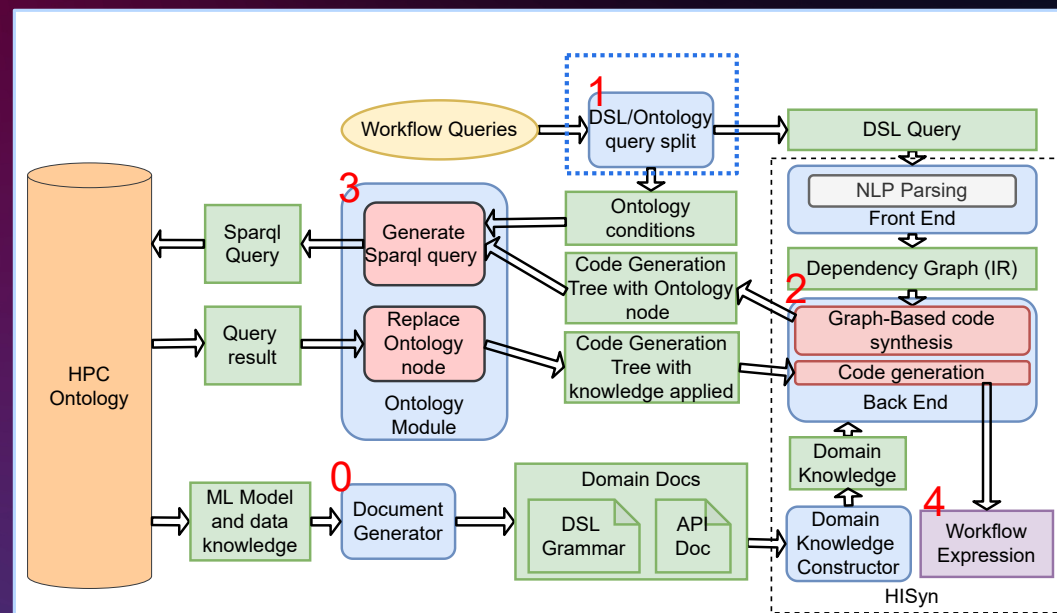 1
Workflow Queries
DSL/Ontology
query split
DSL Query
3
Sparql
Query
Generate
Sparql query
Ontology
conditions
NLP Parsing
Front End
Code Generation
Tree with Ontology
node
Dependency Graph (IR)
2
Graph-Based code
synthesis
HPC
Ontology
Query
result
Replace
Ontology
node
Code Generation
Tree with
knowledge applied
Code generation
Back End
Ontology
Module
Domain
Knowledge
0
ML Model
and data
knowledge
Document
Generator
Domain Docs
DSL
Grammar
API
Doc
Domain
Knowledge
Constructor
4
Workflow
Expression
HISyn